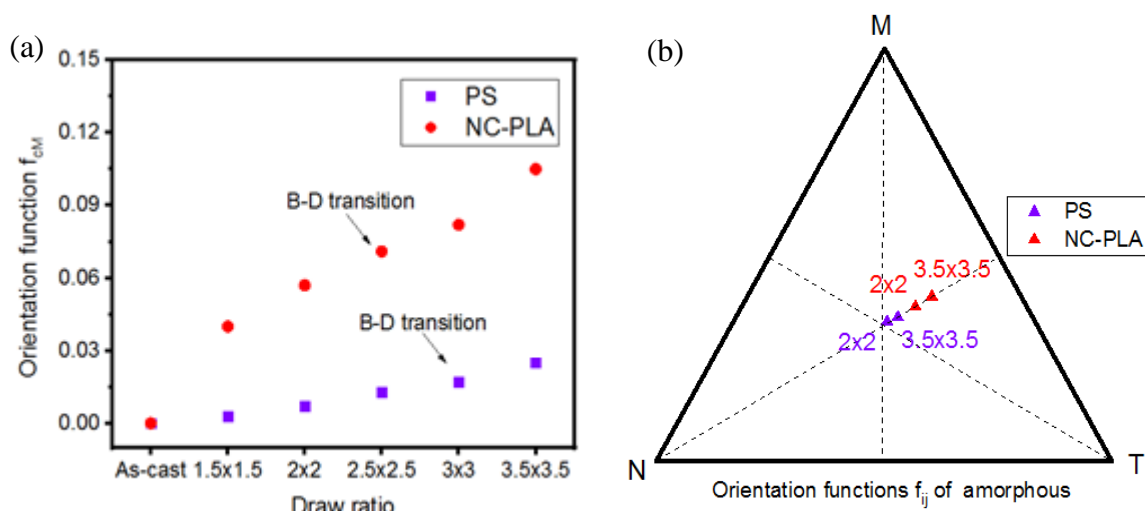 (a)
0.15
0.12
0.09
0.06
0.03
0.00
Orientation function f_cM
PS
NC-PLA
B-D transition
B-D transition
As-cast 1.5x1.5 2x2 2.5x2.5 3x3 3.5x3.5
Draw ratio
(b)
M
PS
NC-PLA
2x2 3.5x3.5
2x2 3.5x3.5
N
T
Orientation functions f_ij of amorphous